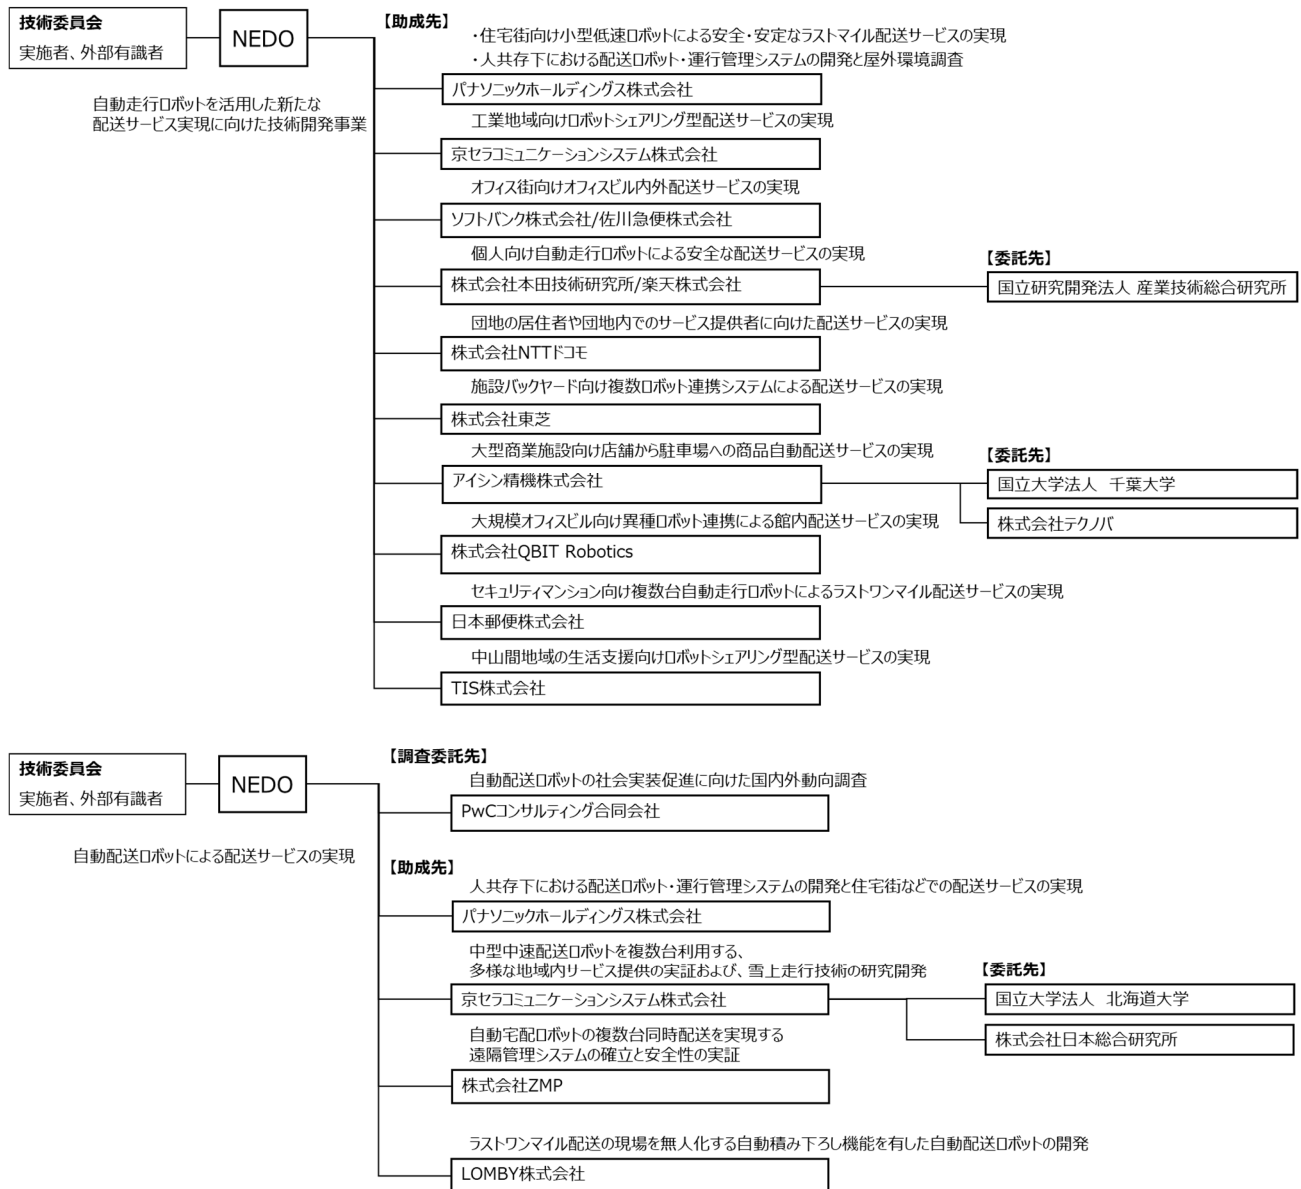 技術委員会
実施者、外部有識者
NEDO
自動走行ロボットを活用した新たな
配送サービス実現に向けた技術開発事業
【助成先】
・住宅街向け小型低速ロボットによる安全・安定なラストマイル配送サービスの実現
・人共存下における配送ロボット・運行管理システムの開発と屋外環境調査
パナソニックホールディングス株式会社
工業地域向けロボットシェアリング型配送サービスの実現
京セラコミュニケーションシステム株式会社
オフィス街向けオフィスビル内外配送サービスの実現
ソフトバンク株式会社/佐川急便株式会社
個人向け自動走行ロボットによる安全な配送サービスの実現
株式会社本田技術研究所/楽天株式会社
【委託先】
国立研究開発法人 産業技術総合研究所
団地の居住者や団地内でのサービス提供者に向けた配送サービスの実現
株式会社NTTドコモ
施設バックヤード向け複数ロボット連携システムによる配送サービスの実現
株式会社東芝
大型商業施設向け店舗から駐車場への商品自動配送サービスの実現
アイシン精機株式会社
【委託先】
国立大学法人　千葉大学
株式会社テクノバ
大規模オフィスビル向け異種ロボット連携による館内配送サービスの実現
株式会社QBIT Robotics
セキュリティマンション向け複数台自動走行ロボットによるラストワンマイル配送サービスの実現
日本郵便株式会社
中山間地域の生活支援向けロボットシェアリング型配送サービスの実現
TIS株式会社
技術委員会
実施者、外部有識者
NEDO
自動配送ロボットによる配送サービスの実現
【調査委託先】
自動配送ロボットの社会実装促進に向けた国内外動向調査
PwCコンサルティング合同会社
【助成先】
人共存下における配送ロボット・運行管理システムの開発と住宅街などでの配送サービスの実現
パナソニックホールディングス株式会社
中型中速配送ロボットを複数台利用する、
多様な地域内サービス提供の実証および、雪上走行技術の研究開発
京セラコミュニケーションシステム株式会社
【委託先】
国立大学法人　北海道大学
株式会社日本総合研究所
自動宅配ロボットの複数台同時配送を実現する
遠隔管理システムの確立と安全性の実証
株式会社ZMP
ラストワンマイル配送の現場を無人化する自動積み下ろし機能を有した自動配送ロボットの開発
LOMBY株式会社